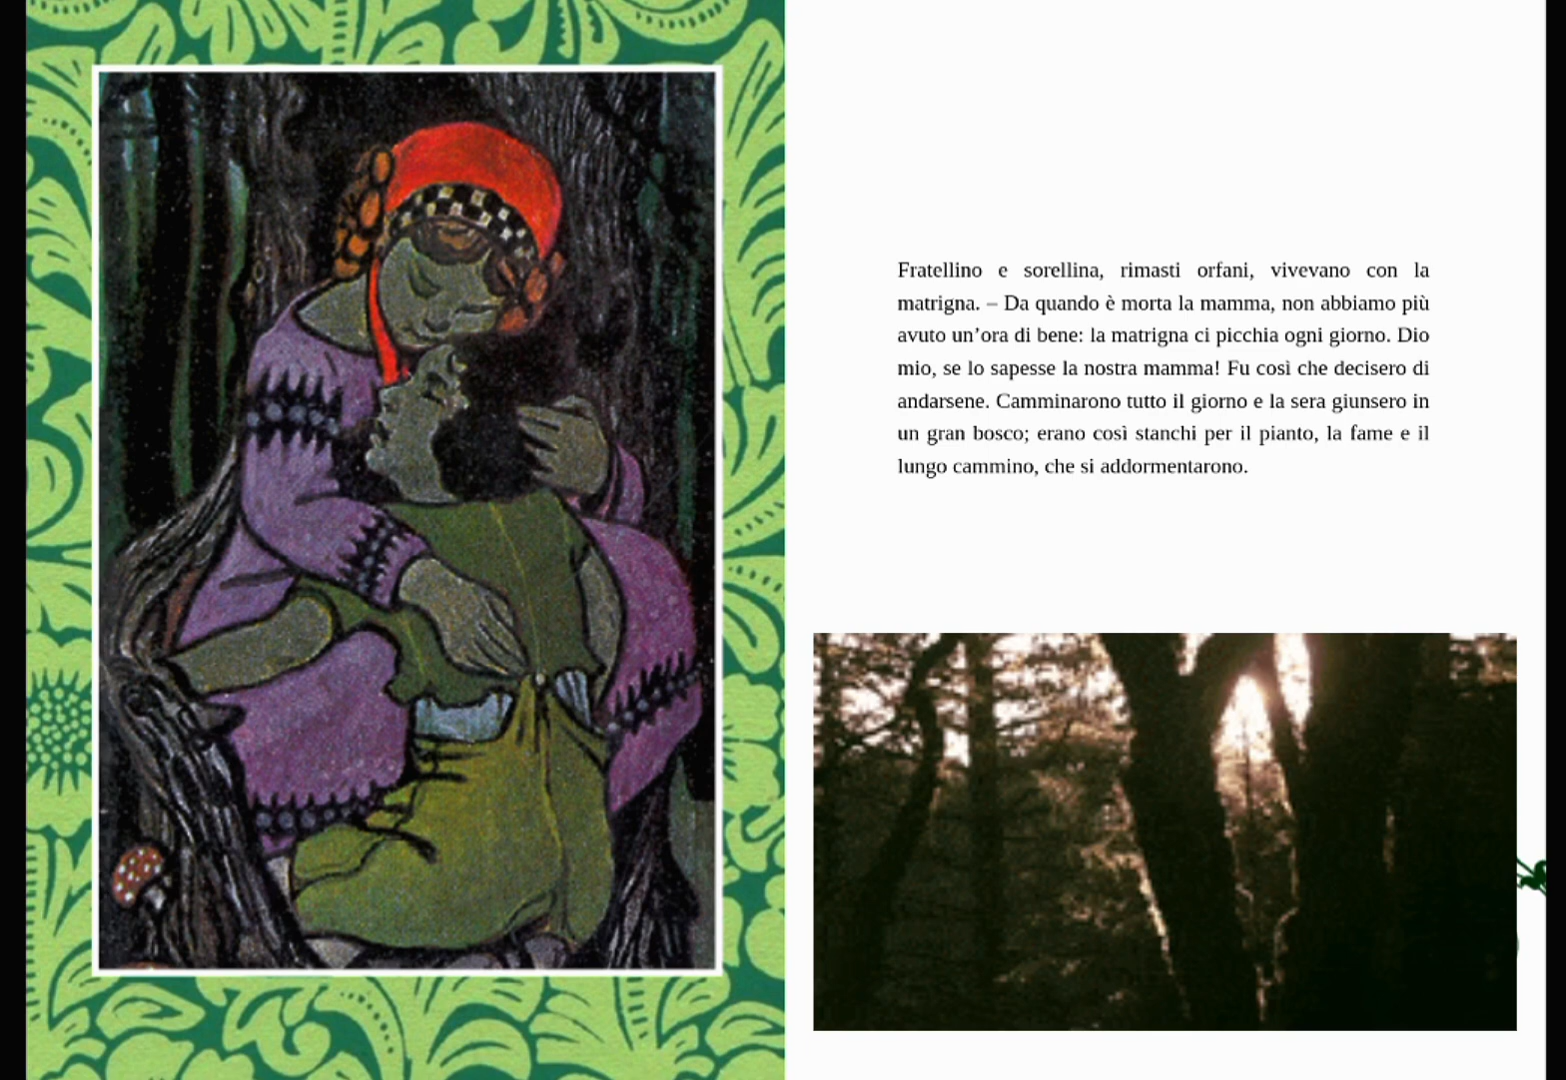 Fratellino e sorellina, rimasti orfani, vivevano con la
matrigna. – Da quando è morta la mamma, non abbiamo più
avuto un’ora di bene: la matrigna ci picchia ogni giorno. Dio
mio, se lo sapesse la nostra mamma! Fu così che decisero di
andarsene. Camminarono tutto il giorno e la sera giunsero in
un gran bosco; erano così stanchi per il pianto, la fame e il
lungo cammino, che si addormentarono.